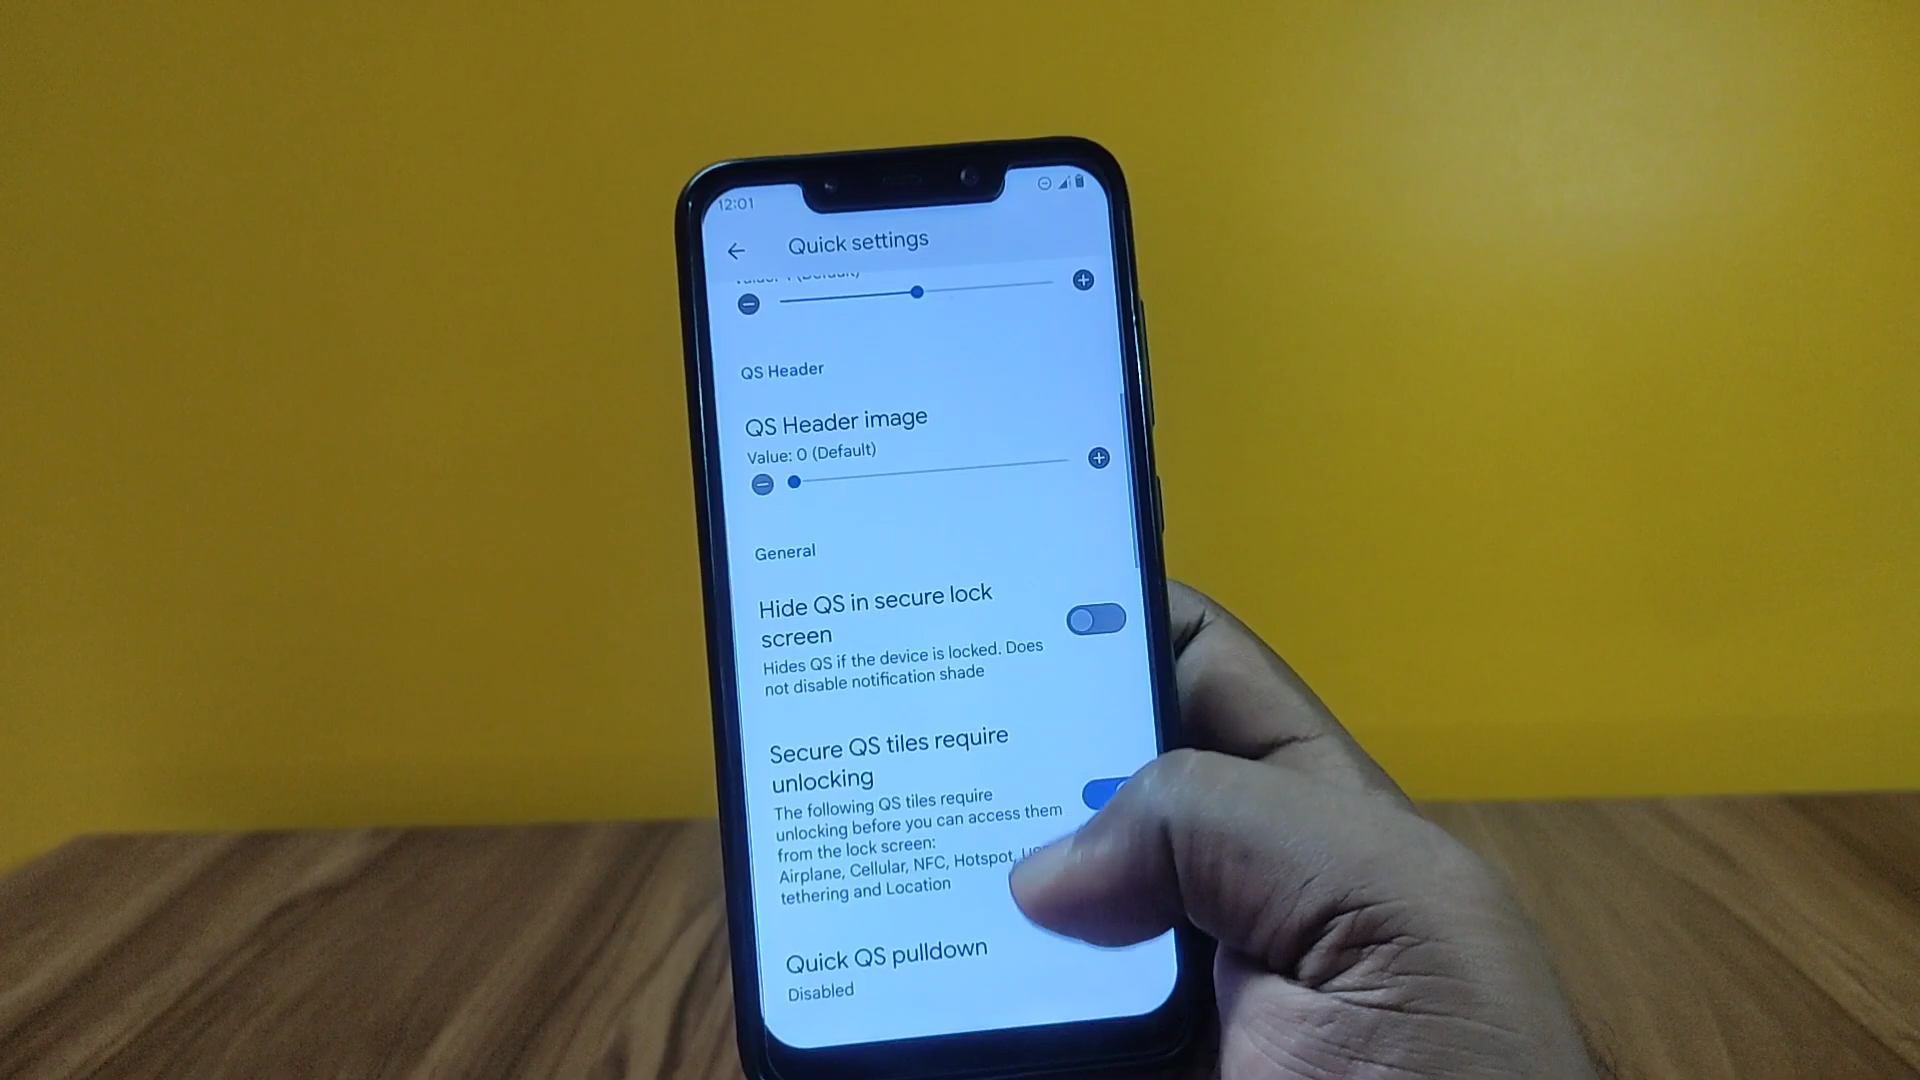 12:01
Quick settings
QS Header
QS Header image
Value: 0 (Default)
General
Hide QS in secure lock
screen
Hides QS if the device is locked. Does
not disable notification shade
Secure QS tiles require
unlocking
The following QS tiles require
unlocking before you can access them
from the lock screen:
Airplane, Cellular, NFC, Hotspot,
tethering and Location
Quick QS pulldown
Disabled